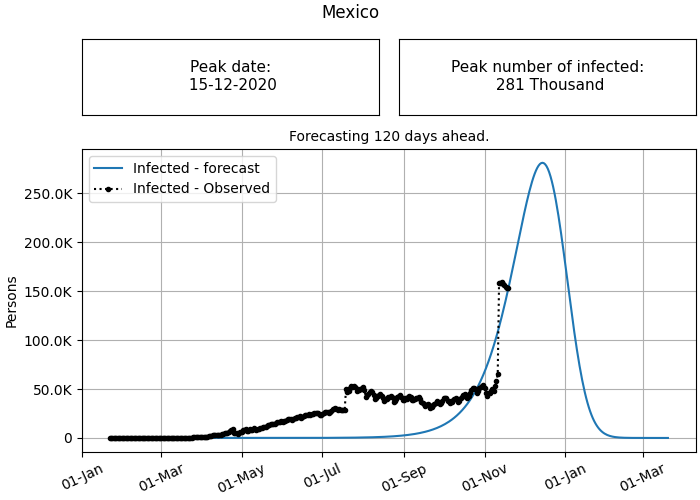 Mexico
Peak date:
15-12-2020
Peak number of infected:
281 Thousand
Forecasting 120 days ahead.
Infected - forecast
Infected - Observed
Persons
250.0K
200.0K
150.0K
100.0K
50.0K
0
01-Jan
01-Mar
01-May
01-Jul
01-Sep
01-Nov
01-Jan
01-Mar